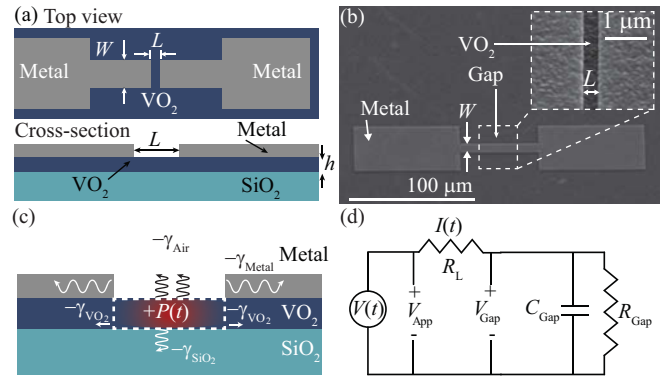 (a) Top view
W
L
Metal
Metal
VO₂
Cross-section
L
Metal
h
VO₂
SiO₂
(b)
1 μm
VO₂
Gap
L
Metal
W
100 μm
(c)
−γAir
−γMetal
Metal
−γVO₂
+P(t)
−γVO₂
VO₂
−γSiO₂
SiO₂
(d)
I(t)
RL
V(t)
+
VApp
-
+
VGap
-
CGap
RGap